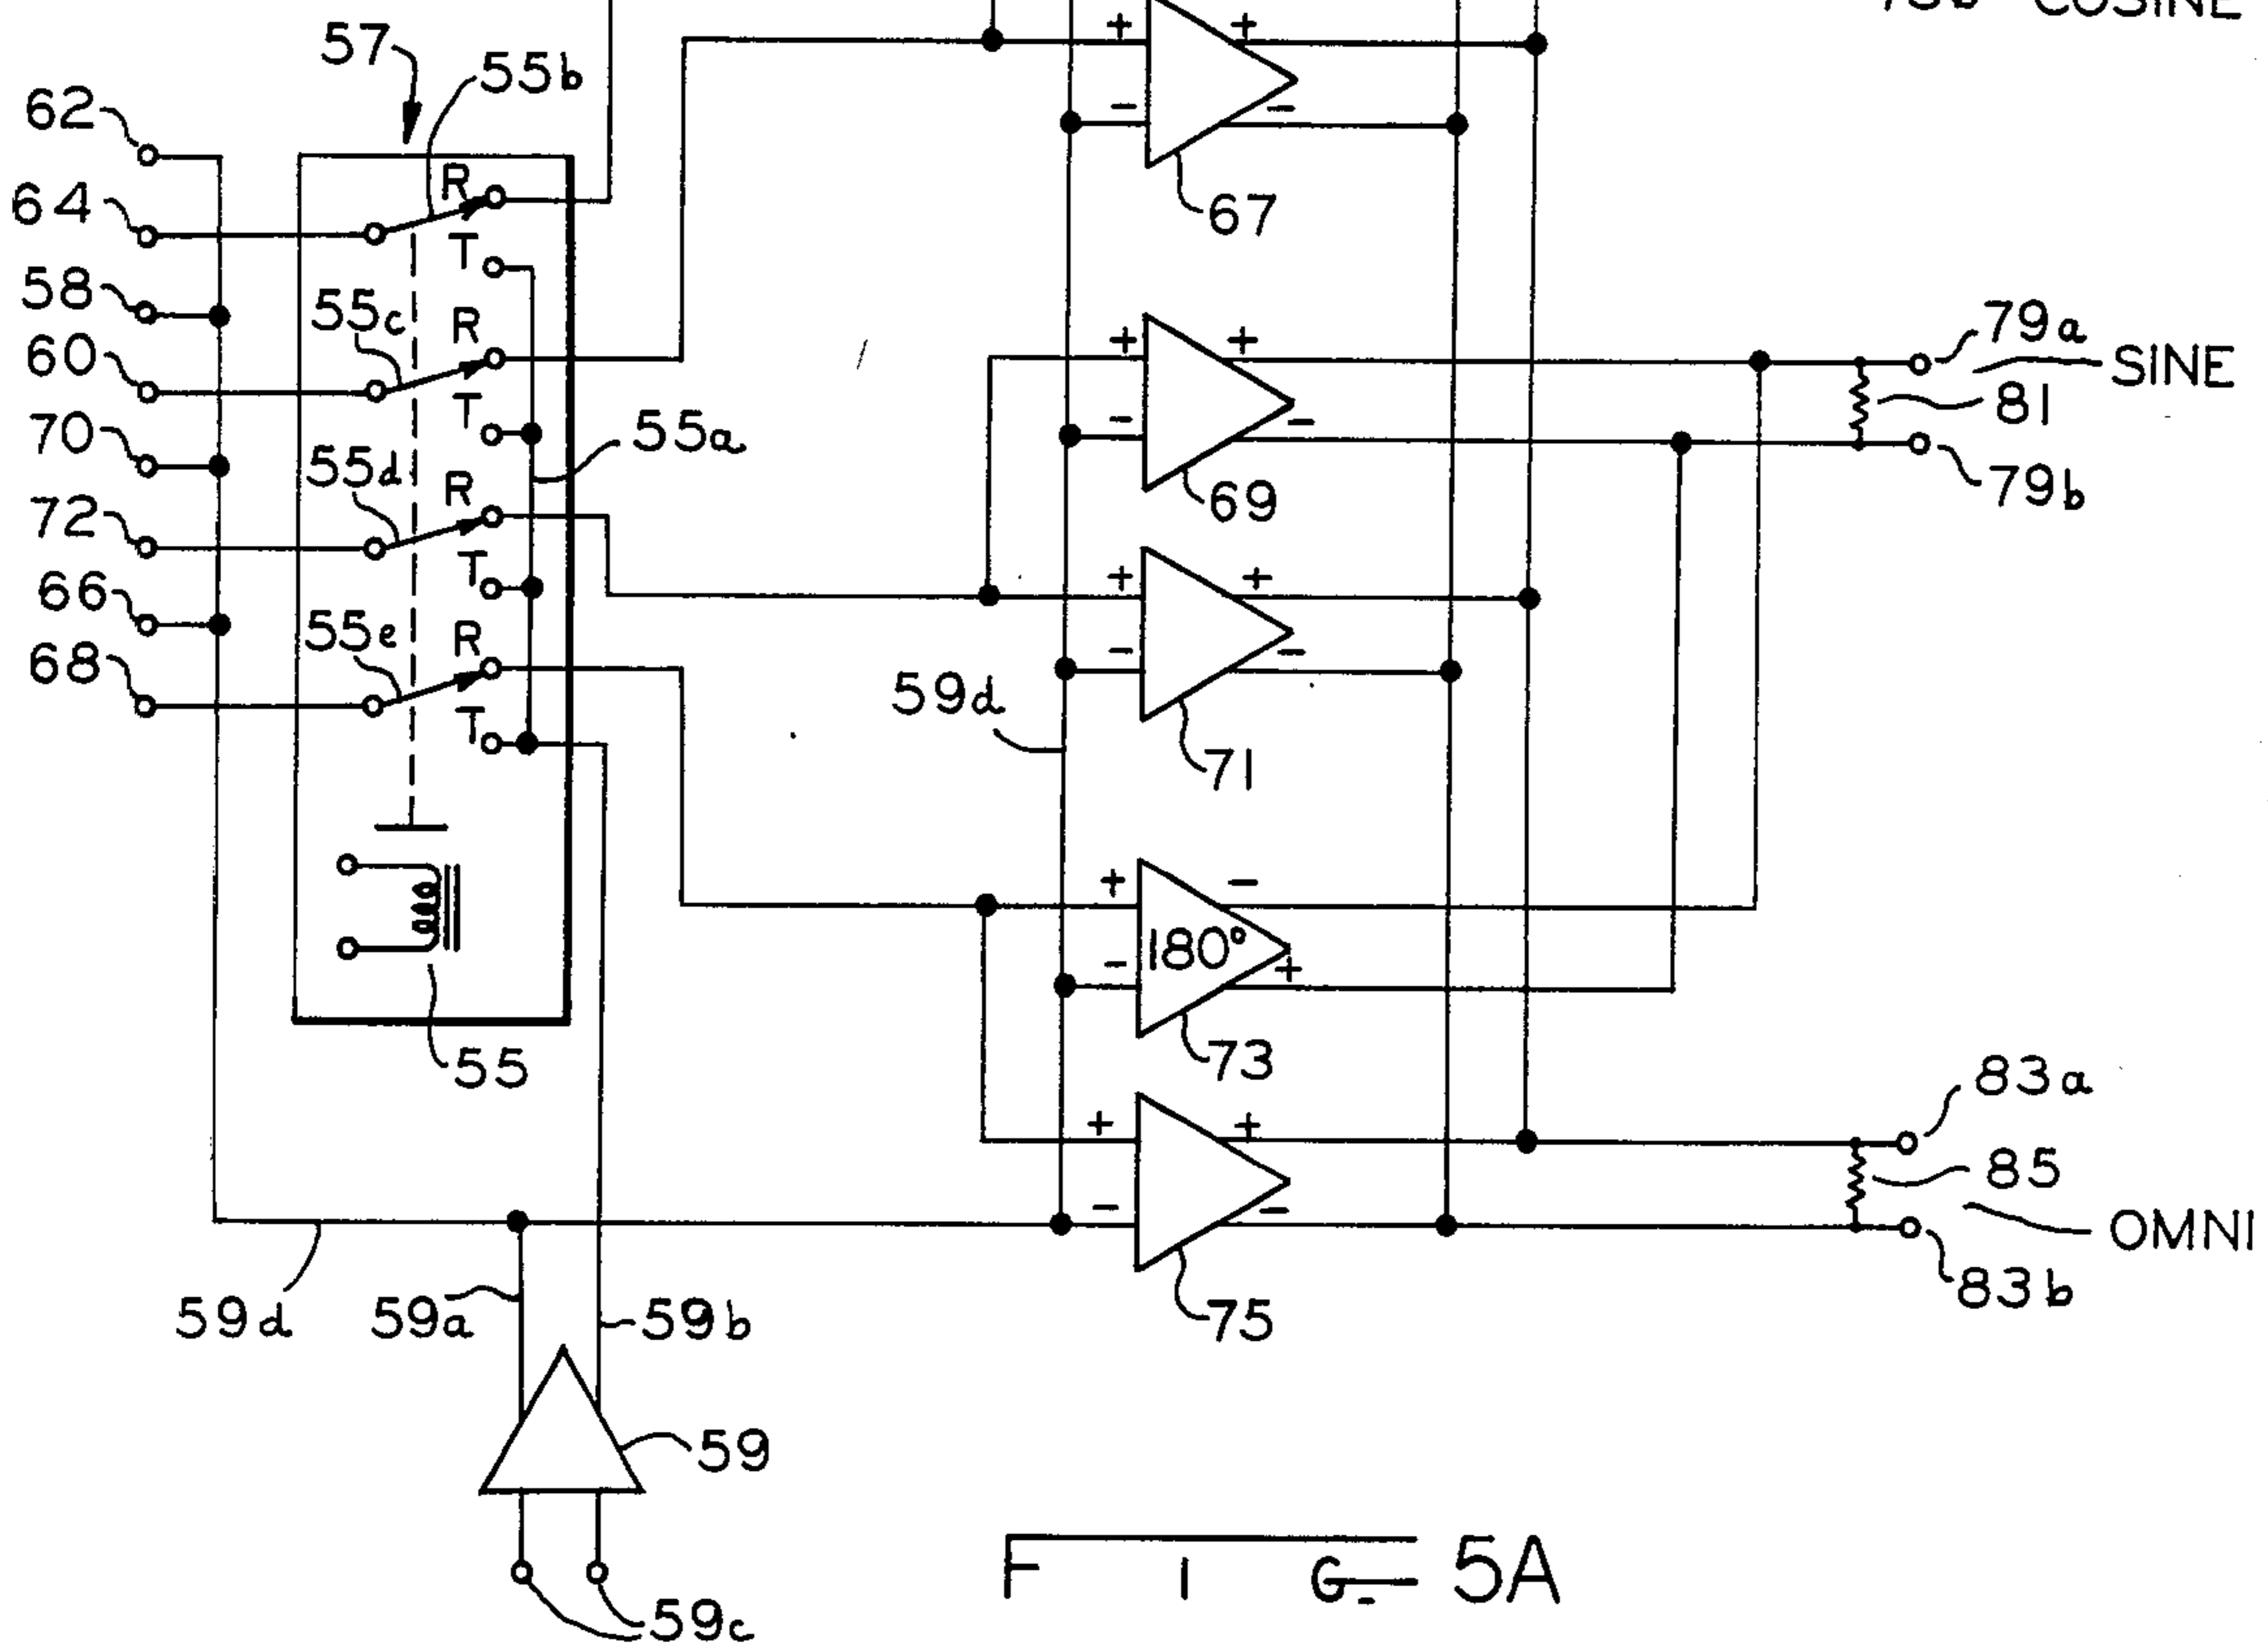 COSINE
57
55b
+
+
62
-
-
R
64
67
T
58
55c
R
79a
60
+
+
SINE
T
81
70
55a
-
-
55d
R
79b
72
69
T
+
+
66
55e
R
-
-
68
59d
T
71
+
-
180°
-
+
73
55
83a
+
+
85
-
-
OMNI
83b
59d
59a
59b
75
59
FIG. 5A
59c